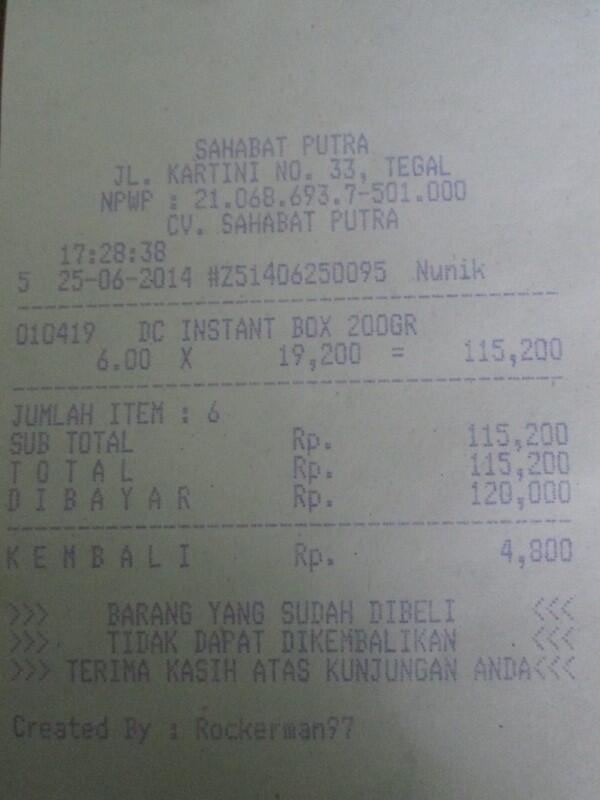 SAHABAT PUTRA
JL. KARTINI NO. 33, TEGAL
NPWP : 21.068.693.7-501.000
CV. SAHABAT PUTRA
17:28:38
5 25-06-2014 #Z51406250095 Nunik
010419 DC INSTANT BOX 200GR
6.00 X 19,200 = 115,200
JUMLAH ITEM : 6
SUB TOTAL Rp. 115,200
T O T A L Rp. 115,200
D I B A Y A R Rp. 120,000
K E M B A L I Rp. 4,800
>>> BARANG YANG SUDAH DIBELI <<<
>>> TIDAK DAPAT DIKEMBALIKAN <<<
>>> TERIMA KASIH ATAS KUNJUNGAN ANDA<<<
Created By : Rockerman97